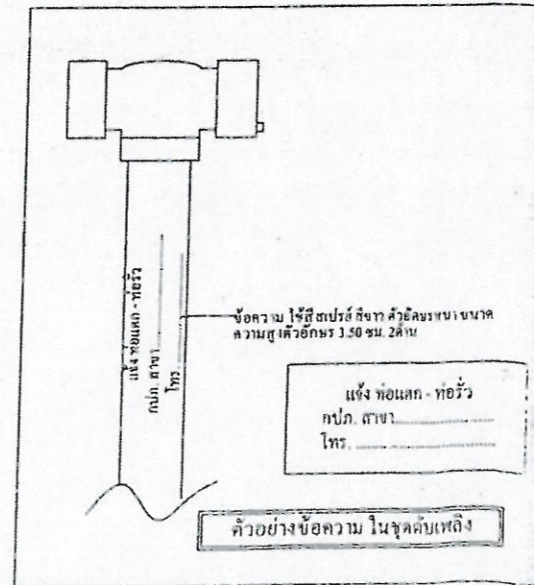 แจ้ง ท่อแตก - ท่อรั่ว
กปภ. สาขา
โทร.
ข้อความ ใช้สีสเปรย์ สีขาว ตัวอักษรหนา ขนาด
ความสูงตัวอักษร 3.50 ซม. 2ด้าน
แจ้ง ท่อแตก - ท่อรั่ว
กปภ. สาขา
โทร.
ตัวอย่างข้อความ ในชุดดับเพลิง